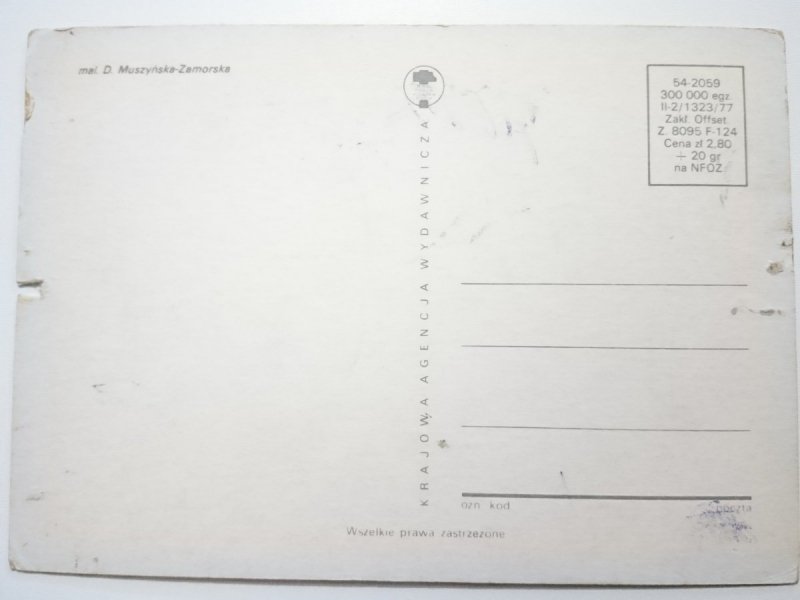 mal. D. Muszyńska-Zamorska
KRAJOWA AGENCJA WYDAWNICZA
54-2059
300 000 egz.
II-2/1323/77
Zakł. Offset.
Z. 8095 F-124
Cena zł 2,80
+ 20 gr
na NFOZ
ozn. kod
poczta
Wszelkie prawa zastrzeżone